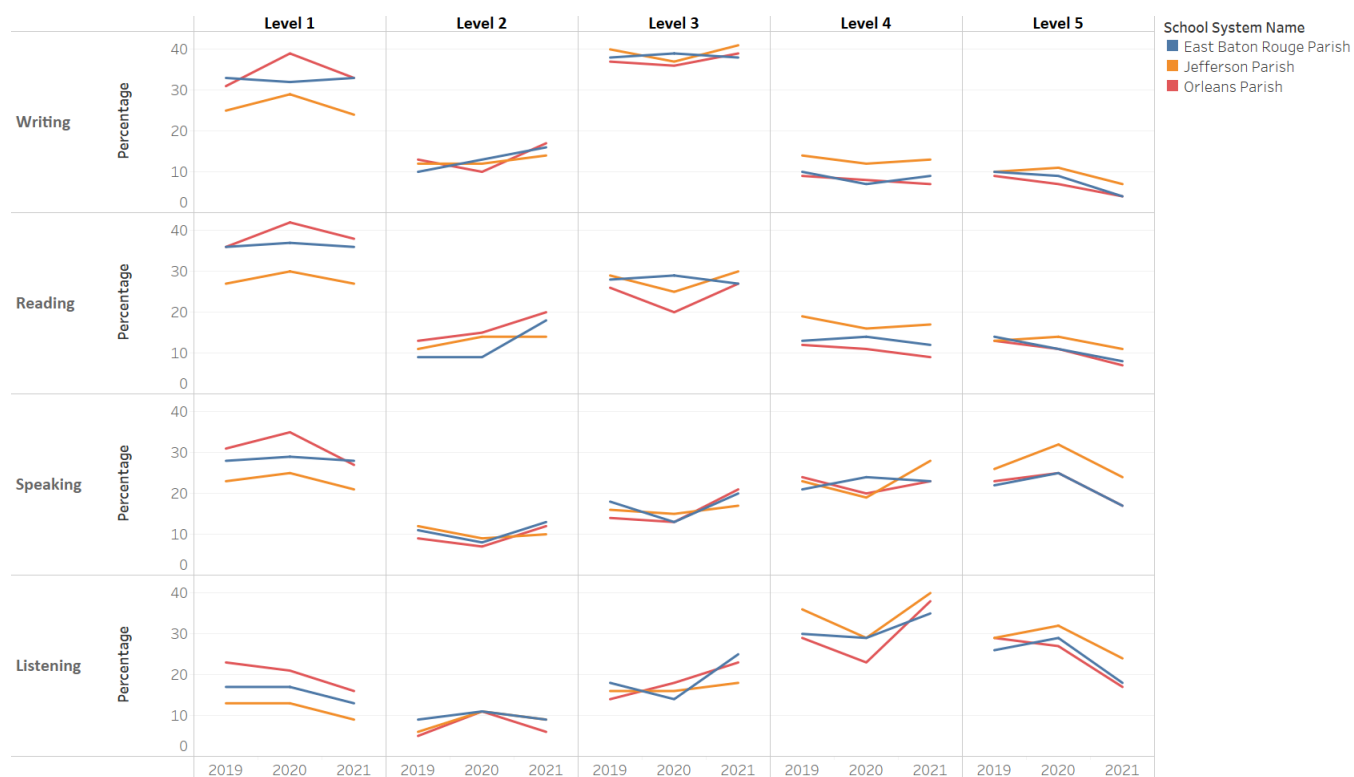 Level 1 Level 2 Level 3 Level 4 Level 5
School System Name
East Baton Rouge Parish
Jefferson Parish
Orleans Parish
Writing
Percentage
40
30
20
10
0
Reading
Percentage
40
30
20
10
0
Speaking
Percentage
40
30
20
10
0
Listening
Percentage
40
30
20
10
0
2019 2020 2021 2019 2020 2021 2019 2020 2021 2019 2020 2021 2019 2020 2021